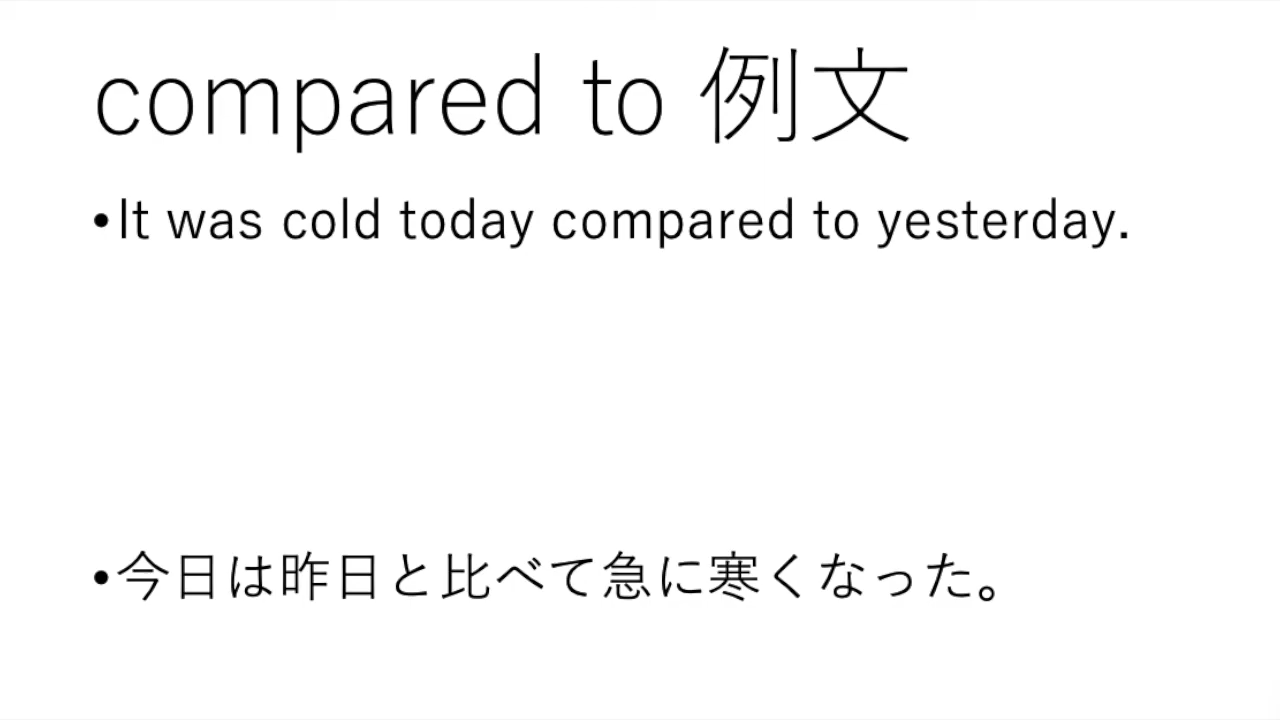 compared to 例文
•It was cold today compared to yesterday.
•今日は昨日と比べて急に寒くなった。